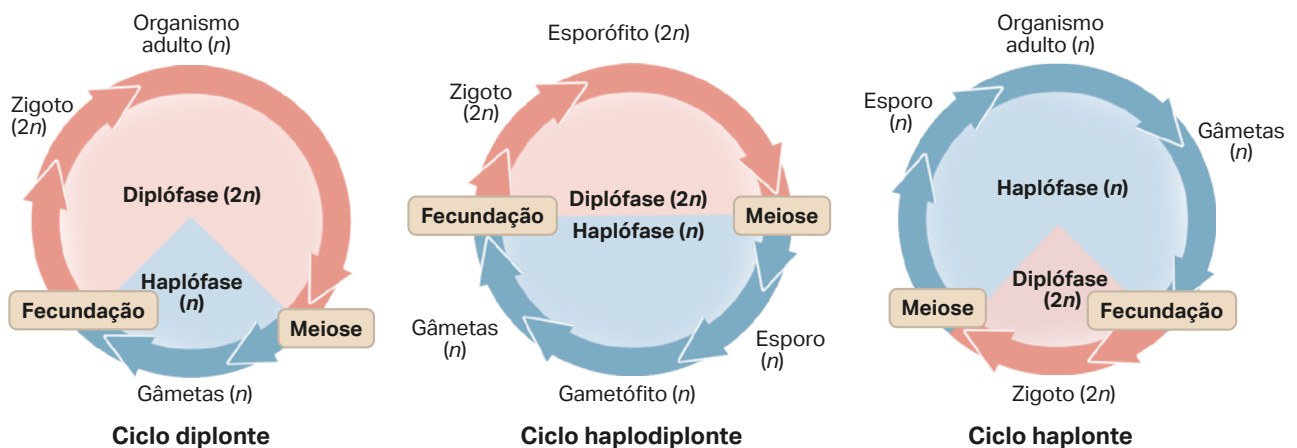 Organismo
adulto (n)
Zigoto
(2n)
Diplófase (2n)
Haplófase
(n)
Fecundação
Meiose
Gâmetas (n)
Ciclo diplonte
Esporófito (2n)
Zigoto
(2n)
Diplófase (2n)
Fecundação
Meiose
Haplófase (n)
Gâmetas
(n)
Esporo
(n)
Gametófito (n)
Ciclo haplodiplonte
Organismo
adulto (n)
Esporo
(n)
Gâmetas
(n)
Haplófase (n)
Diplófase
(2n)
Meiose
Fecundação
Zigoto (2n)
Ciclo haplonte